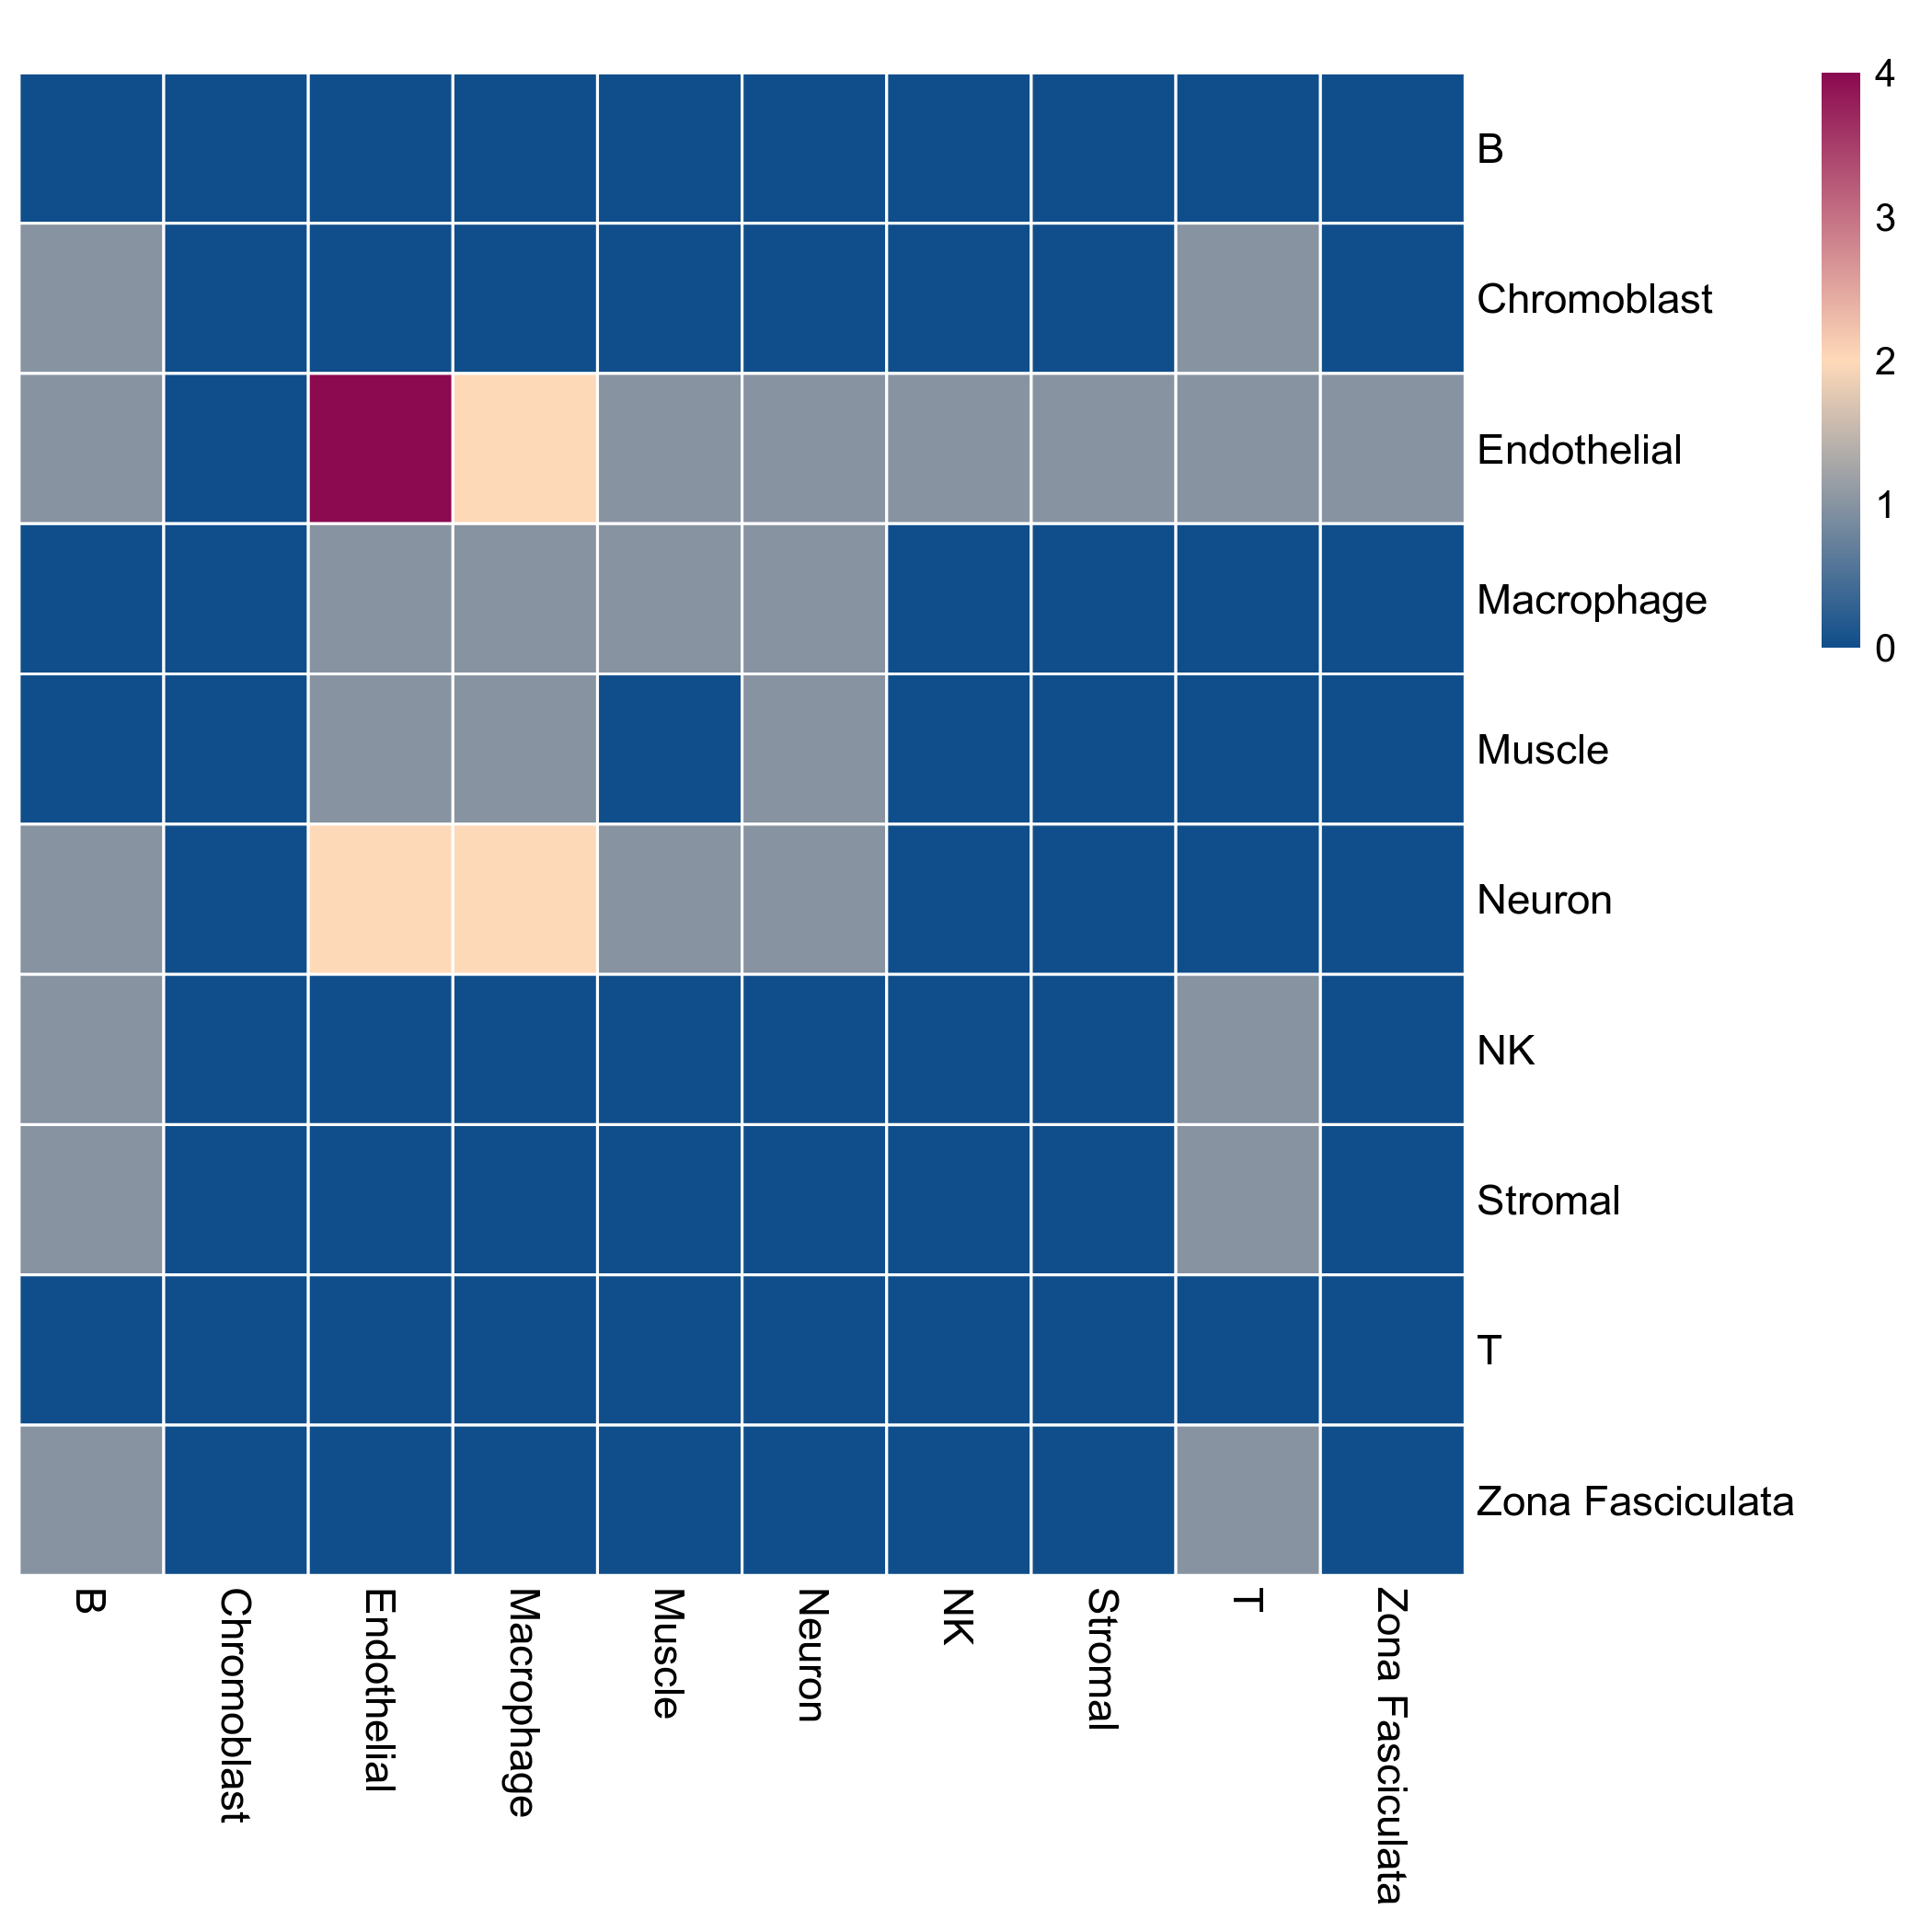 B
Chromoblast
Endothelial
Macrophage
Muscle
Neuron
NK
Stromal
T
Zona Fasciculata
4
3
2
1
0
B
Chromoblast
Endothelial
Macrophage
Muscle
Neuron
NK
Stromal
T
Zona Fasciculata